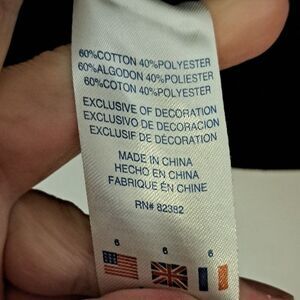 60%COTTON 40%POLYESTER
60%ALGODON 40%POLIESTER
60%COTON 40%POLYESTER
EXCLUSIVE OF DECORATION
EXCLUSIVO DE DECORACION
EXCLUSIF DE DÉCORATION
MADE IN CHINA
HECHO EN CHINA
FABRIQUÉ EN CHINE
RN# 82382
6 6 6